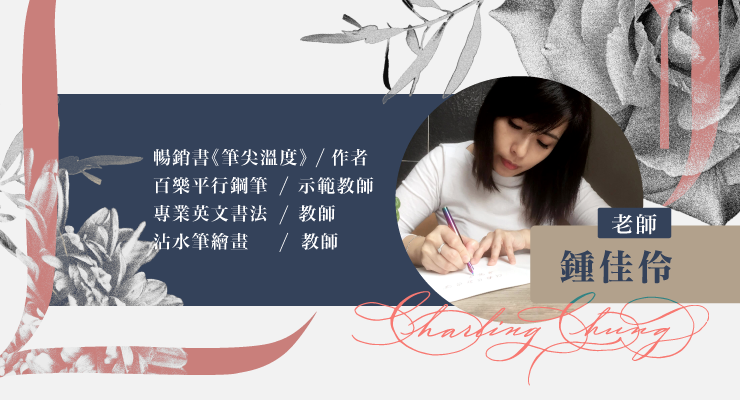 暢銷書《筆尖溫度》 / 作者
百樂平行鋼筆 / 示範教師
專業英文書法 / 教師
沾水筆繪畫 / 教師
老師
鍾佳伶
Charling Chung